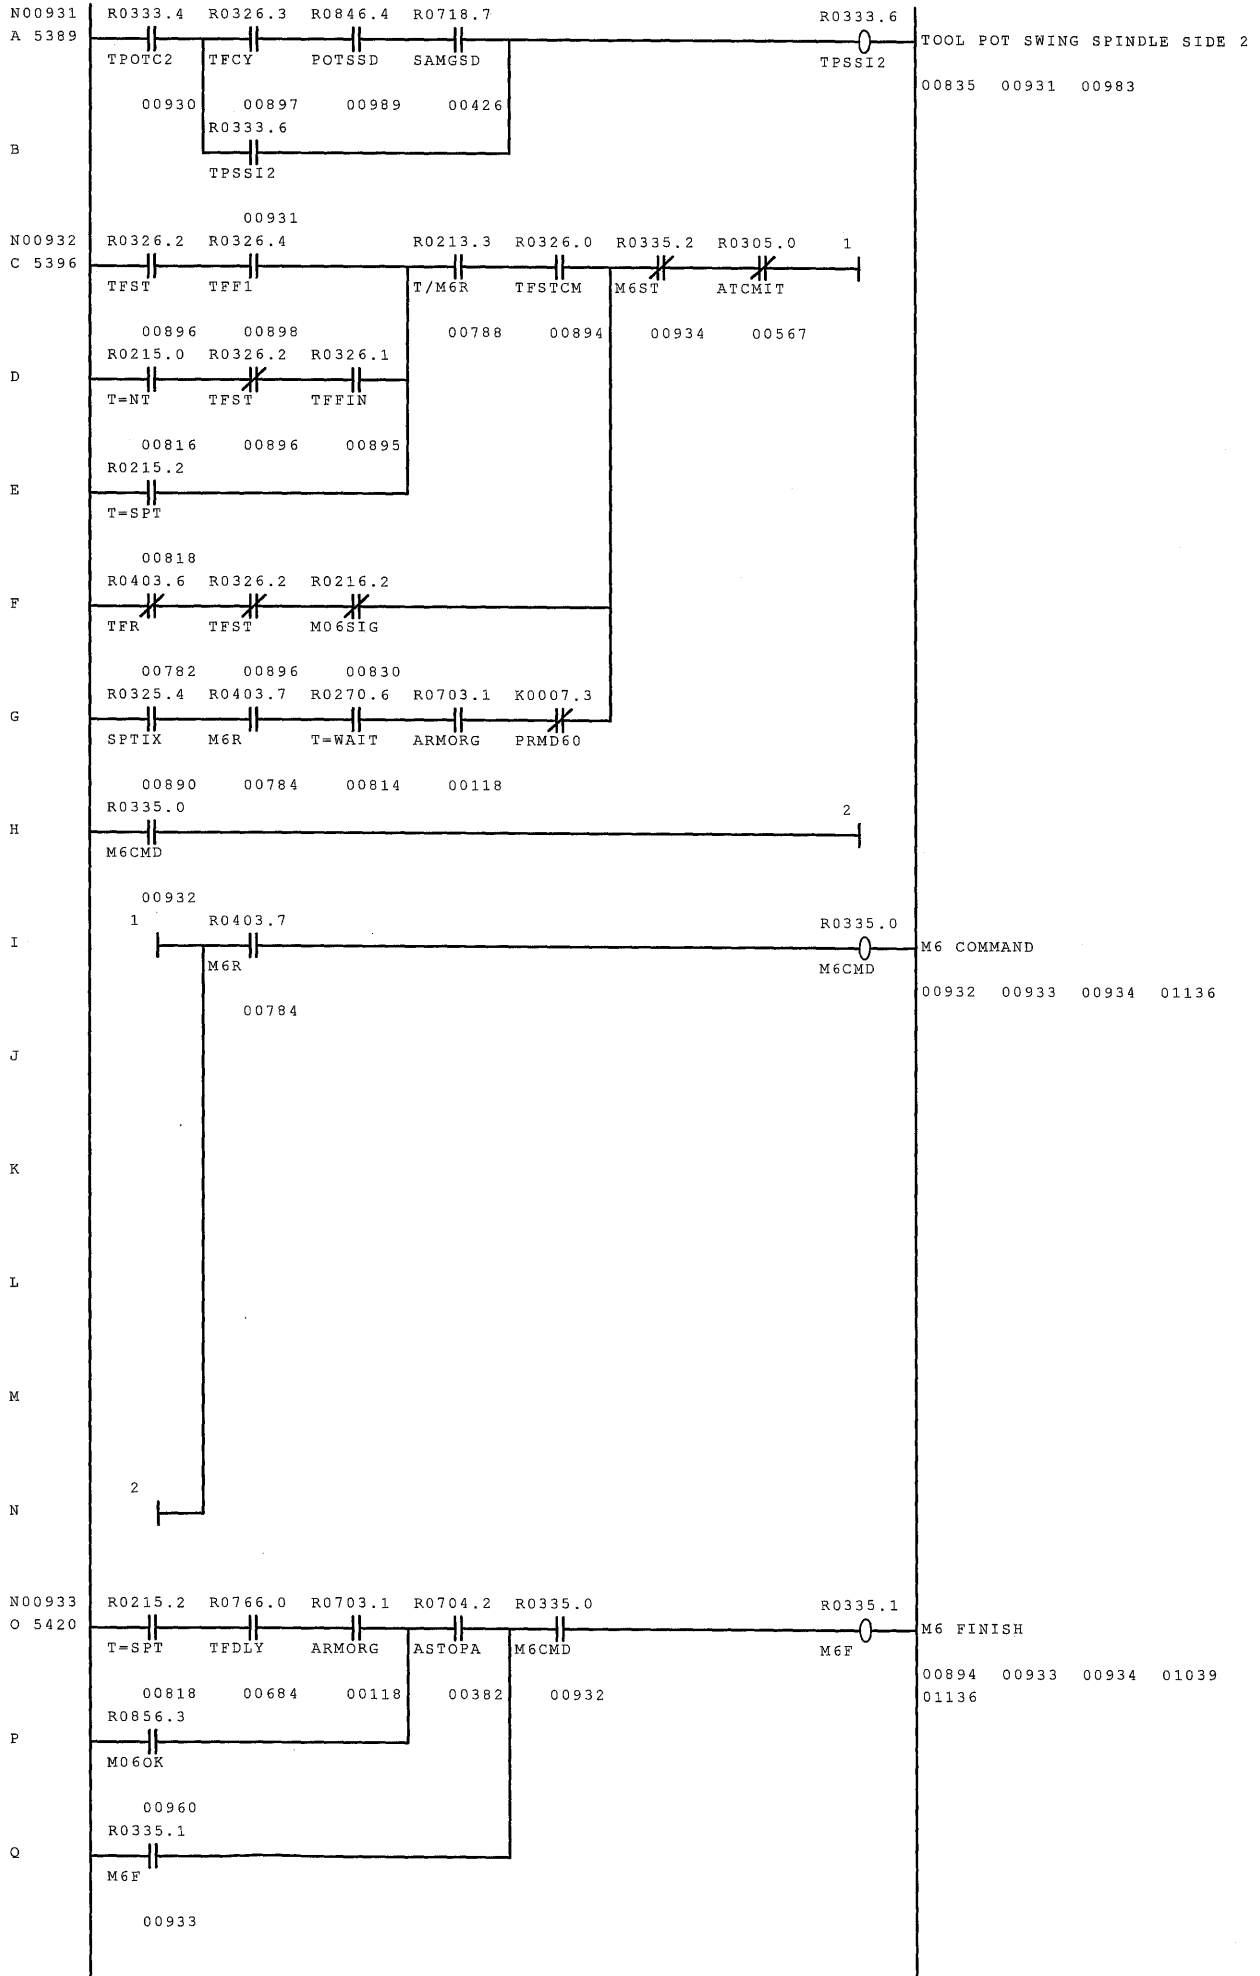 N00931 R0333.4 R0326.3 R0846.4 R0718.7 R0333.6
A 5389 TOOL POT SWING SPINDLE SIDE 2
TPOTC2 TFCY POTSSD SAMGSD TPSSI2
00835 00931 00983
00930 00897 00989 00426
R0333.6
B
TPSSI2
00931
N00932 R0326.2 R0326.4 R0213.3 R0326.0 R0335.2 R0305.0 1
C 5396
TFST TFF1 T/M6R TFSTCM M6ST ATCMIT
00896 00898 00788 00894 00934 00567
R0215.0 R0326.2 R0326.1
D
T=NT TFST TFFIN
00816 00896 00895
R0215.2
E
T=SPT
00818
R0403.6 R0326.2 R0216.2
F
TFR TFST M06SIG
00782 00896 00830
R0325.4 R0403.7 R0270.6 R0703.1 K0007.3
G
SPTIX M6R T=WAIT ARMORG PRMD60
00890 00784 00814 00118
R0335.0 2
H
M6CMD
00932
1 R0403.7 R0335.0
I M6 COMMAND
M6R M6CMD
00932 00933 00934 01136
00784
J
K
L
M
2
N
N00933 R0215.2 R0766.0 R0703.1 R0704.2 R0335.0 R0335.1
O 5420 M6 FINISH
T=SPT TFDLY ARMORG ASTOPA M6CMD M6F
00894 00933 00934 01039
00818 00684 00118 00382 00932 01136
R0856.3
P
M06OK
00960
R0335.1
Q
M6F
00933